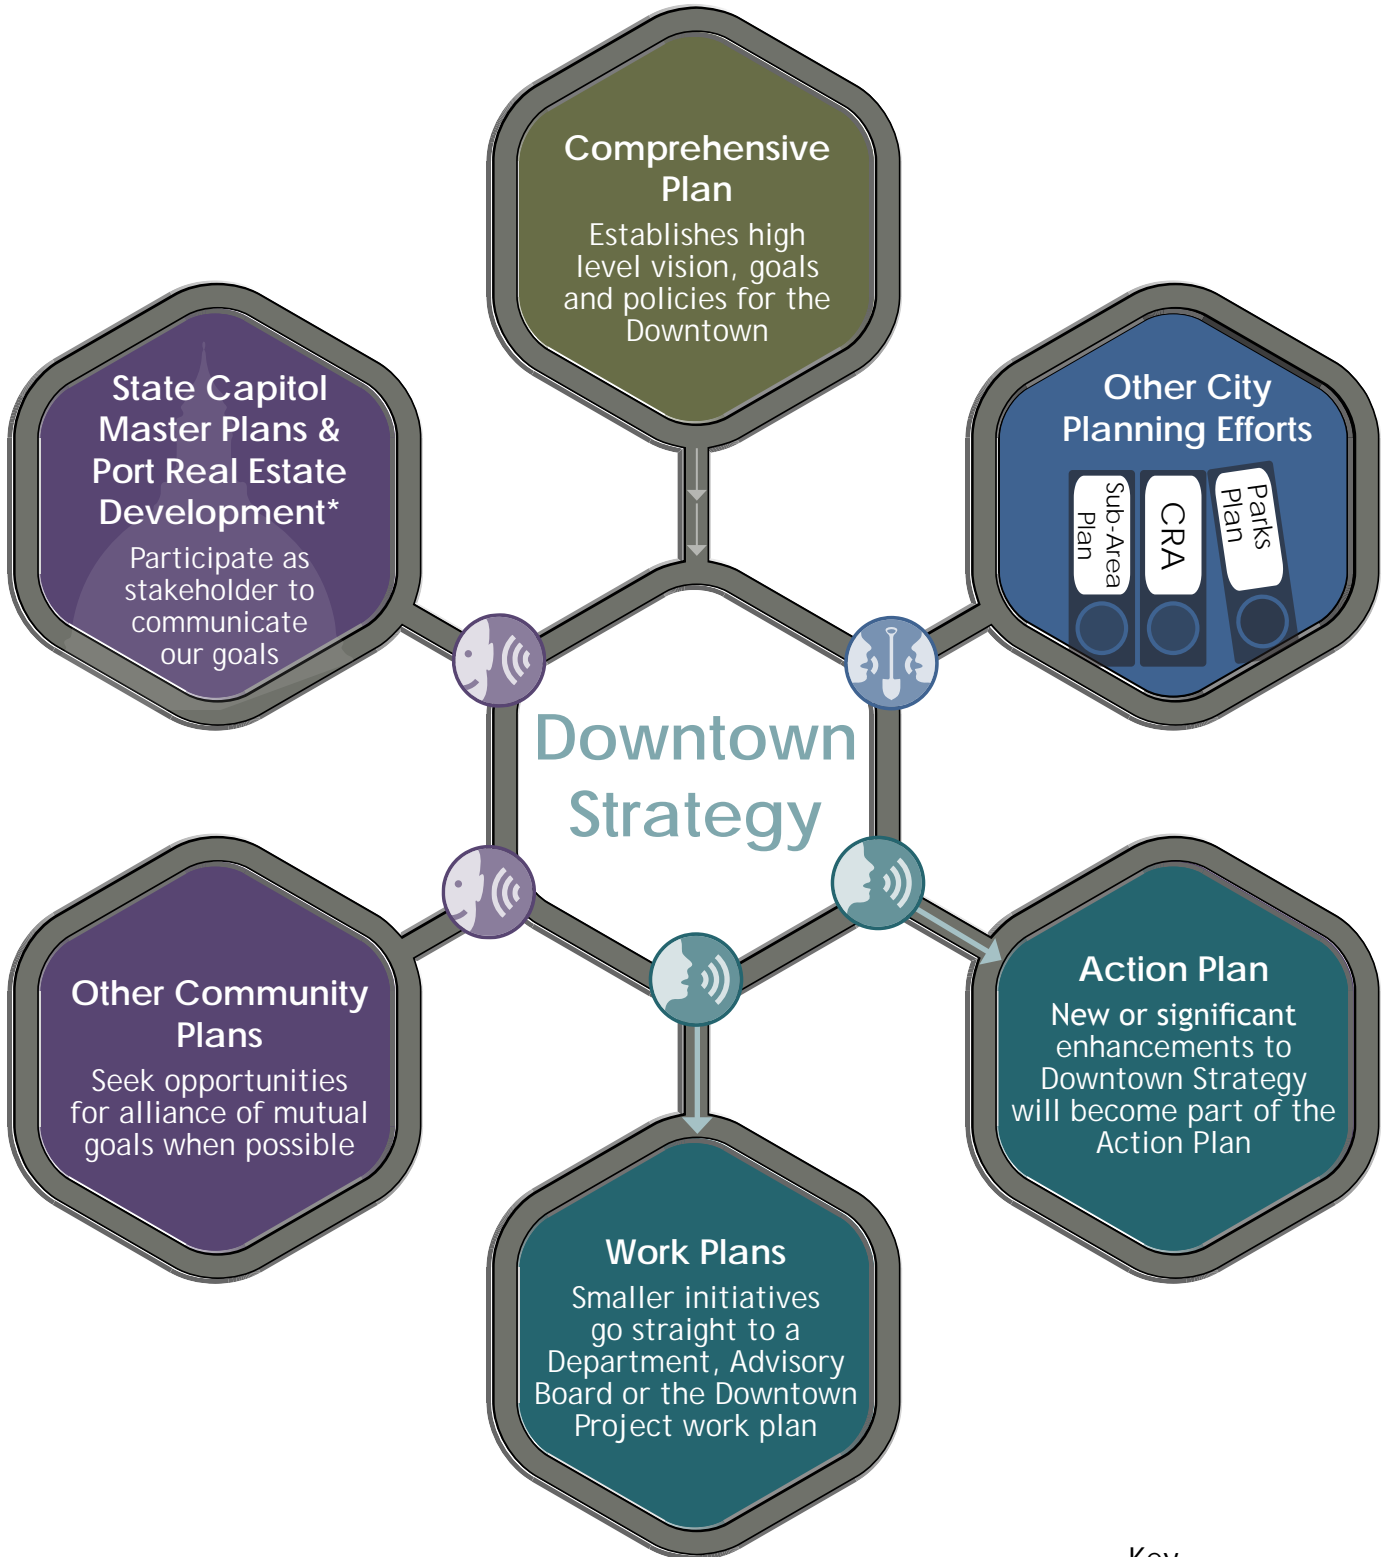 Comprehensive
Plan
Establishes high
level vision, goals
and policies for the
Downtown
State Capitol
Master Plans &
Port Real Estate
Development*
Participate as
stakeholder to
communicate
our goals
Other City
Planning Efforts
Sub-Area
Plan
CRA
Parks
Plan
Downtown
Strategy
Other Community
Plans
Seek opportunities
for alliance of mutual
goals when possible
Action Plan
New or significant
enhancements to
Downtown Strategy
will become part of the
Action Plan
Work Plans
Smaller initiatives
go straight to a
Department, Advisory
Board or the Downtown
Project work plan
Key